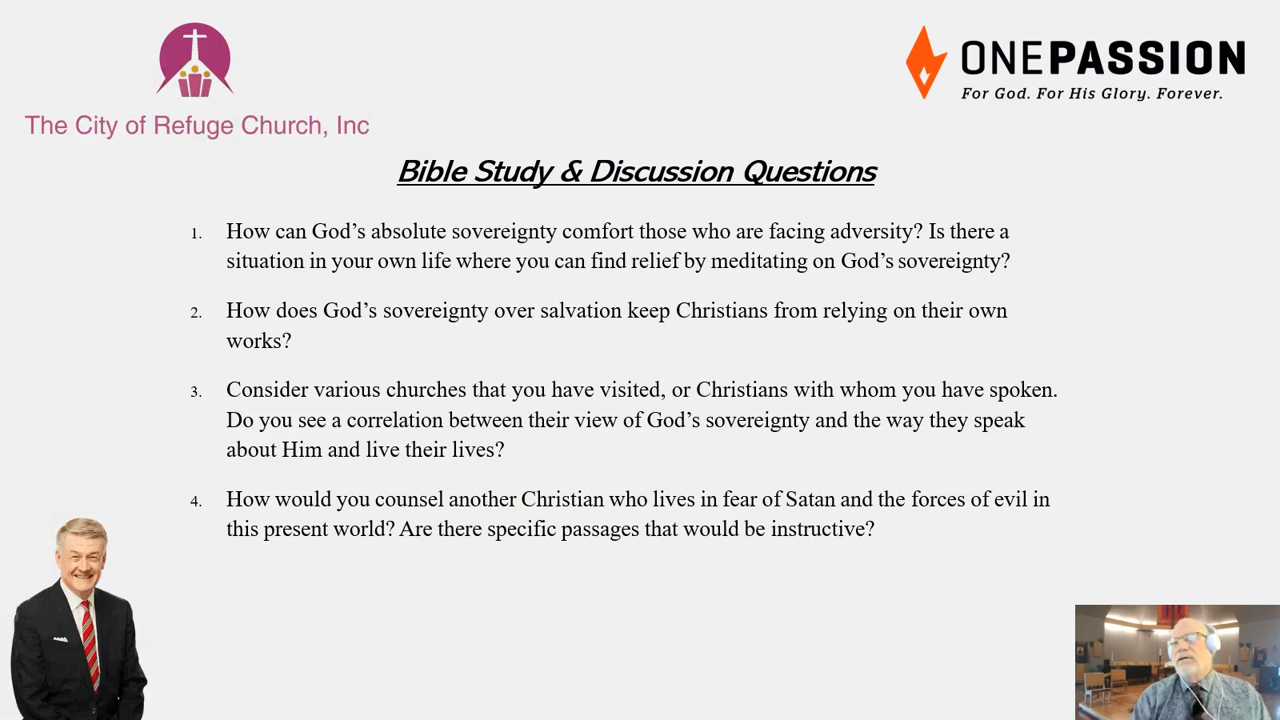 The City of Refuge Church, Inc
ONEPASSION
For God. For His Glory. Forever.
Bible Study & Discussion Questions
1. How can God’s absolute sovereignty comfort those who are facing adversity? Is there a
situation in your own life where you can find relief by meditating on God’s sovereignty?
2. How does God’s sovereignty over salvation keep Christians from relying on their own
works?
3. Consider various churches that you have visited, or Christians with whom you have spoken.
Do you see a correlation between their view of God’s sovereignty and the way they speak
about Him and live their lives?
4. How would you counsel another Christian who lives in fear of Satan and the forces of evil in
this present world? Are there specific passages that would be instructive?